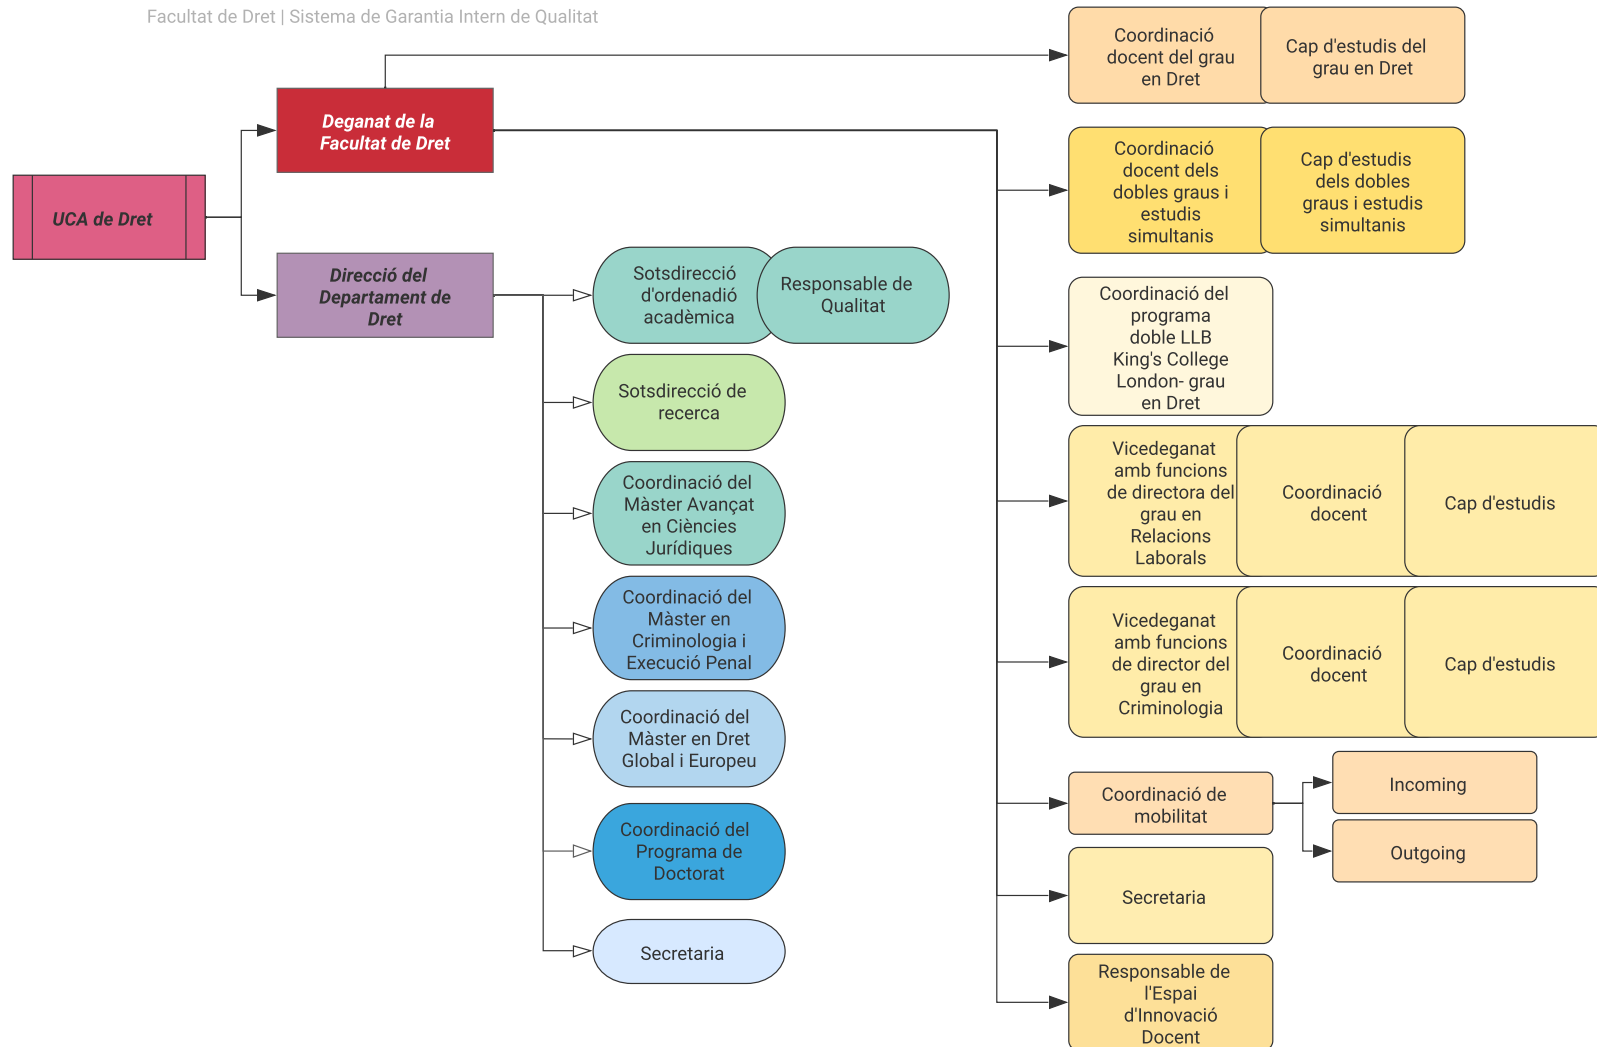 Facultat de Dret | Sistema de Garantia Intern de Qualitat
UCA de Dret
Deganat de la
Facultat de Dret
Direcció del
Departament de
Dret
Sotsdirecció
d'ordenadió
acadèmica
Responsable de
Qualitat
Sotsdirecció de
recerca
Coordinació del
Màster Avançat
en Ciències
Jurídiques
Coordinació del
Màster en
Criminologia i
Execució Penal
Coordinació del
Màster en Dret
Global i Europeu
Coordinació del
Programa de
Doctorat
Secretaria
Coordinació
docent del grau
en Dret
Cap d'estudis del
grau en Dret
Coordinació
docent dels
dobles graus i
estudis
simultanis
Cap d'estudis
dels dobles
graus i estudis
simultanis
Coordinació del
programa
doble LLB
King's College
London- grau
en Dret
Vicedeganat
amb funcions
de directora del
grau en
Relacions
Laborals
Coordinació
docent
Cap d'estudis
Vicedeganat
amb funcions
de director del
grau en
Criminologia
Coordinació
docent
Cap d'estudis
Coordinació de
mobilitat
Incoming
Outgoing
Secretaria
Responsable de
l'Espai
d'Innovació
Docent